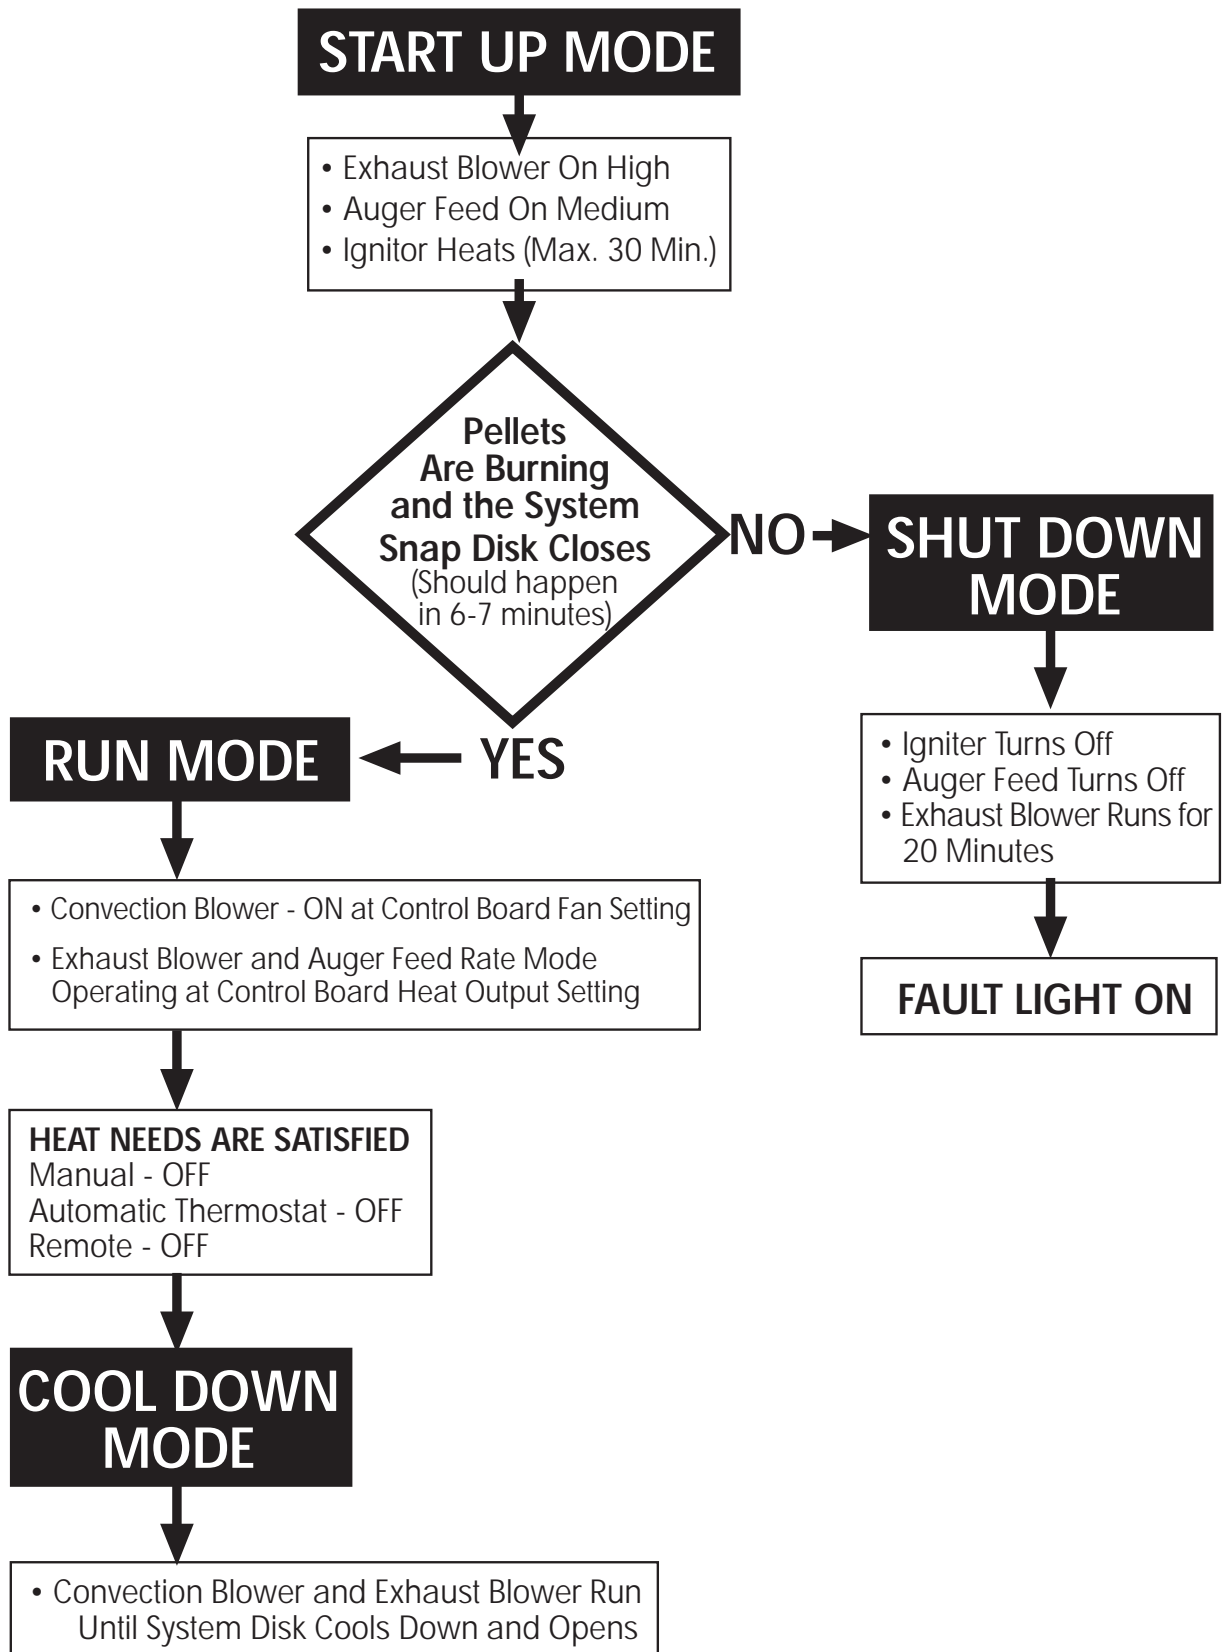 START UP MODE
• Exhaust Blower On High
• Auger Feed On Medium
• Ignitor Heats (Max. 30 Min.)
Pellets
Are Burning
and the System
Snap Disk Closes
(Should happen
in 6-7 minutes)
NO
SHUT DOWN
MODE
• Igniter Turns Off
• Auger Feed Turns Off
• Exhaust Blower Runs for
20 Minutes
FAULT LIGHT ON
YES
RUN MODE
• Convection Blower - ON at Control Board Fan Setting
• Exhaust Blower and Auger Feed Rate Mode
Operating at Control Board Heat Output Setting
HEAT NEEDS ARE SATISFIED
Manual - OFF
Automatic Thermostat - OFF
Remote - OFF
COOL DOWN
MODE
• Convection Blower and Exhaust Blower Run
Until System Disk Cools Down and Opens